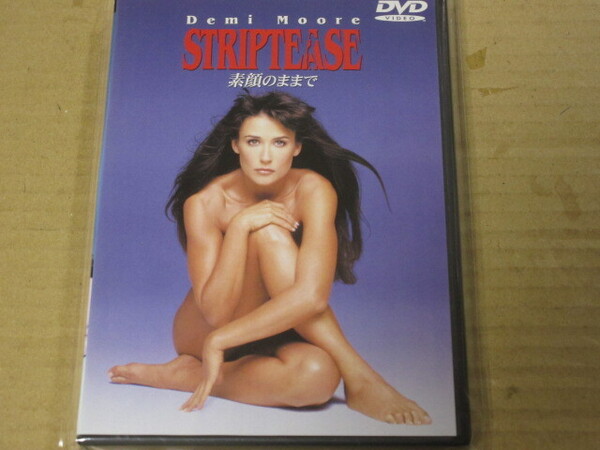 Demi Moore
STRIPTEASE
素顔のままで
DVD
VIDEO